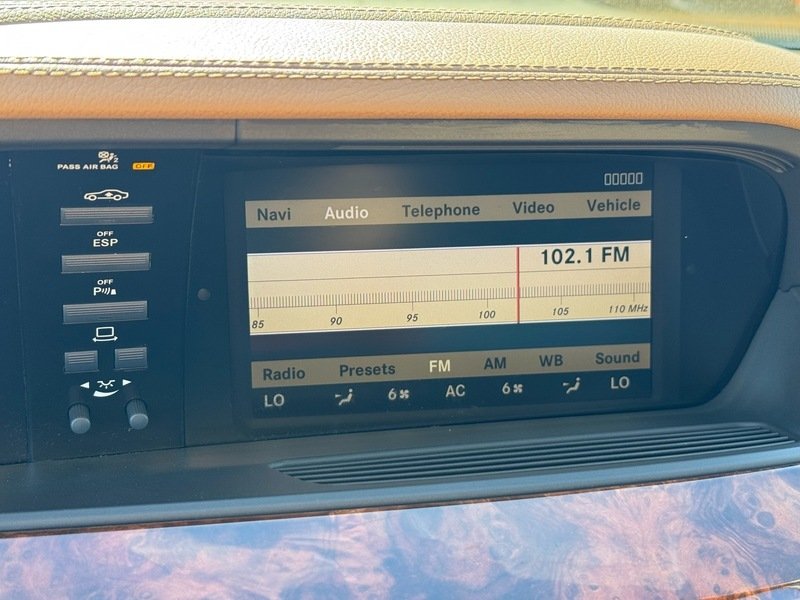 PASS AIR BAG 2 OFF
OFF
ESP
OFF
P
Navi Audio Telephone Video Vehicle
102.1 FM
85 90 95 100 105 110 MHz
Radio Presets FM AM WB Sound
LO 6 AC 6 LO